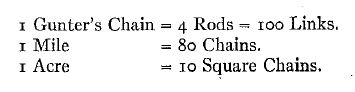 1 Gunter's Chain = 4 Rods = 100 Links.
1 Mile = 80 Chains.
1 Acre = 10 Square Chains.